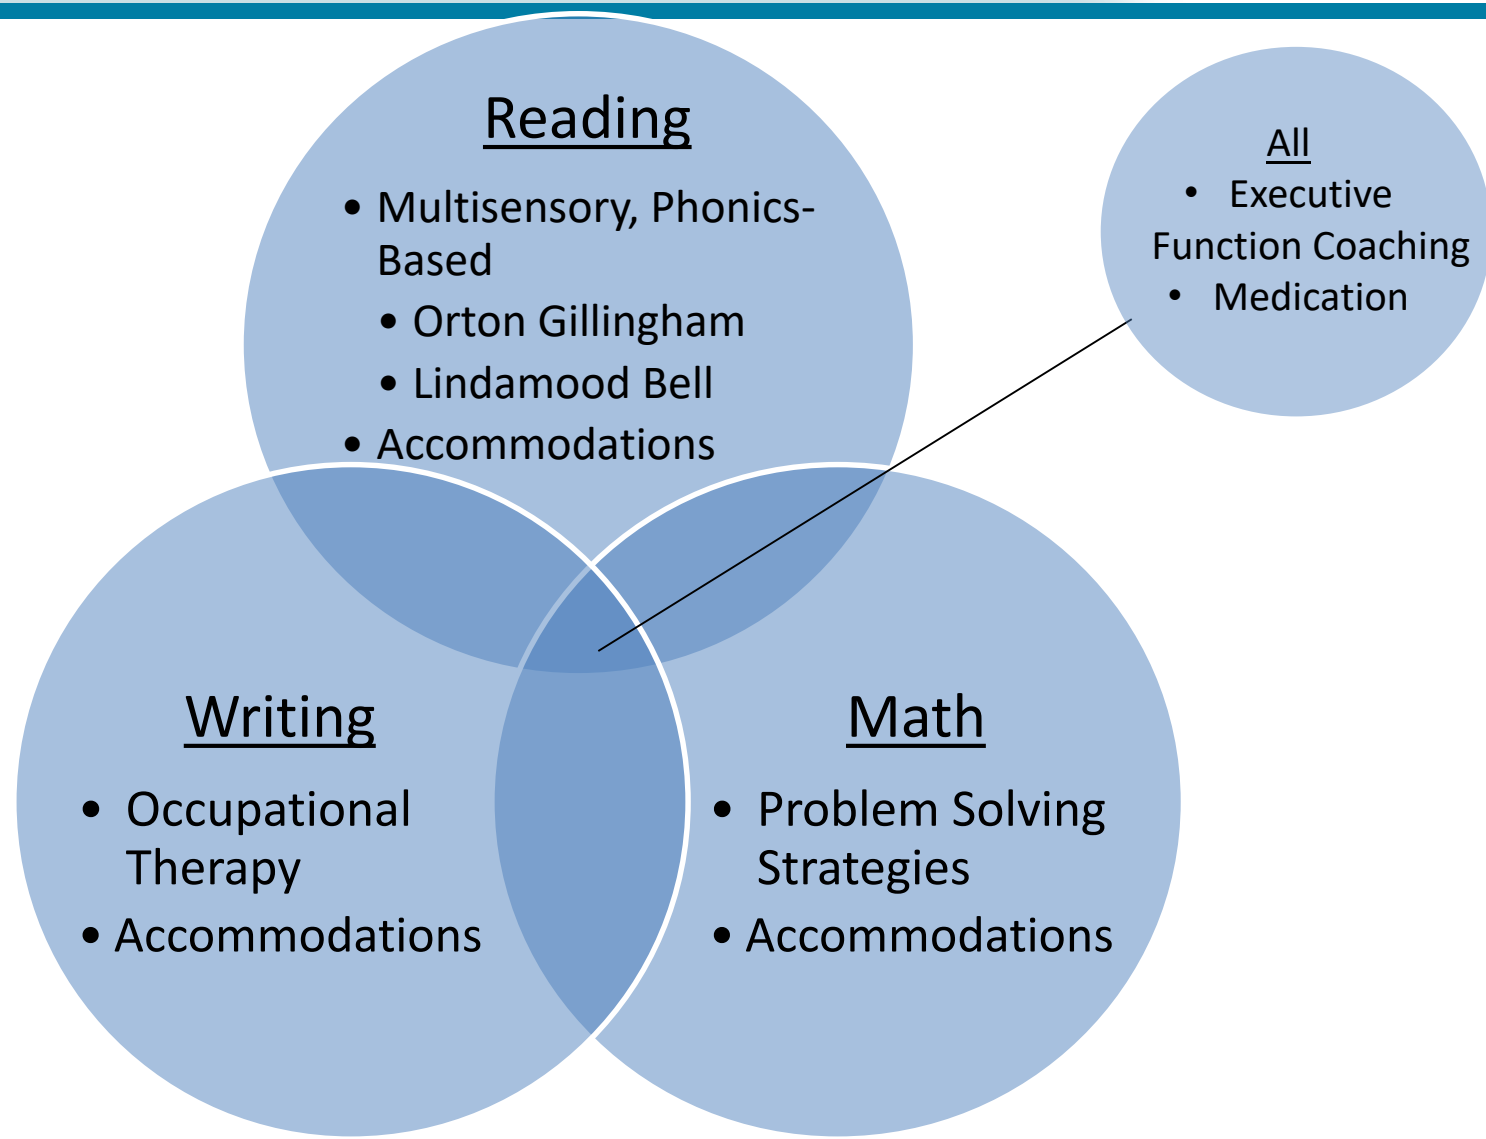 Reading
• Multisensory, Phonics-
Based
• Orton Gillingham
• Lindamood Bell
• Accommodations
All
• Executive
Function Coaching
• Medication
Writing
• Occupational
Therapy
• Accommodations
Math
• Problem Solving
Strategies
• Accommodations